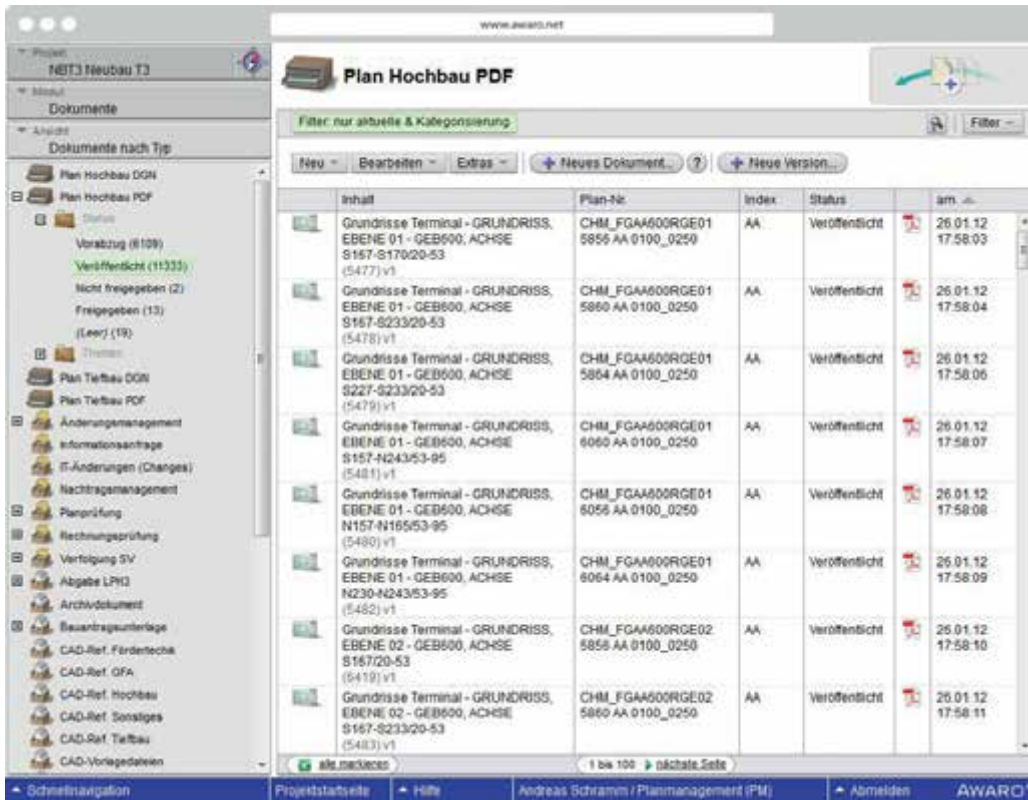 www.awaro.net
Projekt
NBT3 Neubau T3
Modul
Dokumente
Ansicht
Dokumente nach Typ
Plan Hochbau DGN
Plan Hochbau PDF
Status
Vorabzug (6109)
Veröffentlicht (11333)
Nicht freigegeben (2)
Freigegeben (13)
(Leer) (19)
Themen
Plan Tiefbau DGN
Plan Tiefbau PDF
Änderungsmanagement
Informationsanfrage
IT-Änderungen (Changes)
Nachtragsmanagement
Planprüfung
Rechnungsprüfung
Verfolgung SV
Abgabe LPH3
Archivdokument
Bauantragsunterlage
CAD-Ref. Fördertechik
CAD-Ref. GFA
CAD-Ref. Hochbau
CAD-Ref. Sonstiges
CAD-Ref. Tiefbau
CAD-Vorlagedateien
Plan Hochbau PDF
Filter: nur aktuelle & Kategorisierung
Filter
Neu Bearbeiten Extras Neues Dokument... ? Neue Version...
Inhalt Plan-Nr. Index Status am
Grundrisse Terminal - GRUNDRISS, CHM_FGAA600RGE01 AA Veröffentlicht 26.01.12
EBENE 01 - GEB600, ACHSE 5856 AA 0100_0250 17:58:03
S167-S170/20-53
(5477) v1
Grundrisse Terminal - GRUNDRISS, CHM_FGAA600RGE01 AA Veröffentlicht 26.01.12
EBENE 01 - GEB600, ACHSE 5860 AA 0100_0250 17:58:04
S167-S233/20-53
(5478) v1
Grundrisse Terminal - GRUNDRISS, CHM_FGAA600RGE01 AA Veröffentlicht 26.01.12
EBENE 01 - GEB600, ACHSE 5864 AA 0100_0250 17:58:06
S227-S233/20-53
(5479) v1
Grundrisse Terminal - GRUNDRISS, CHM_FGAA600RGE01 AA Veröffentlicht 26.01.12
EBENE 01 - GEB600, ACHSE 6060 AA 0100_0250 17:58:07
S157-N243/53-95
(5481) v1
Grundrisse Terminal - GRUNDRISS, CHM_FGAA600RGE01 AA Veröffentlicht 26.01.12
EBENE 01 - GEB600, ACHSE 6056 AA 0100_0250 17:58:08
N157-N165/53-95
(5480) v1
Grundrisse Terminal - GRUNDRISS, CHM_FGAA600RGE01 AA Veröffentlicht 26.01.12
EBENE 01 - GEB600, ACHSE 6064 AA 0100_0250 17:58:09
N230-N243/53-95
(5482) v1
Grundrisse Terminal - GRUNDRISS, CHM_FGAA600RGE02 AA Veröffentlicht 26.01.12
EBENE 02 - GEB600, ACHSE 5856 AA 0100_0250 17:58:10
S167/20-53
(6419) v1
Grundrisse Terminal - GRUNDRISS, CHM_FGAA600RGE02 AA Veröffentlicht 26.01.12
EBENE 02 - GEB600, ACHSE 5860 AA 0100_0250 17:58:11
S167-S233/20-53
(5483) v1
alle markieren 1 bis 100 nächste Seite
Schnellnavigation Projektstartseite Hilfe Andreas Schramm / Planmanagement (PM) Abmelden AWARO